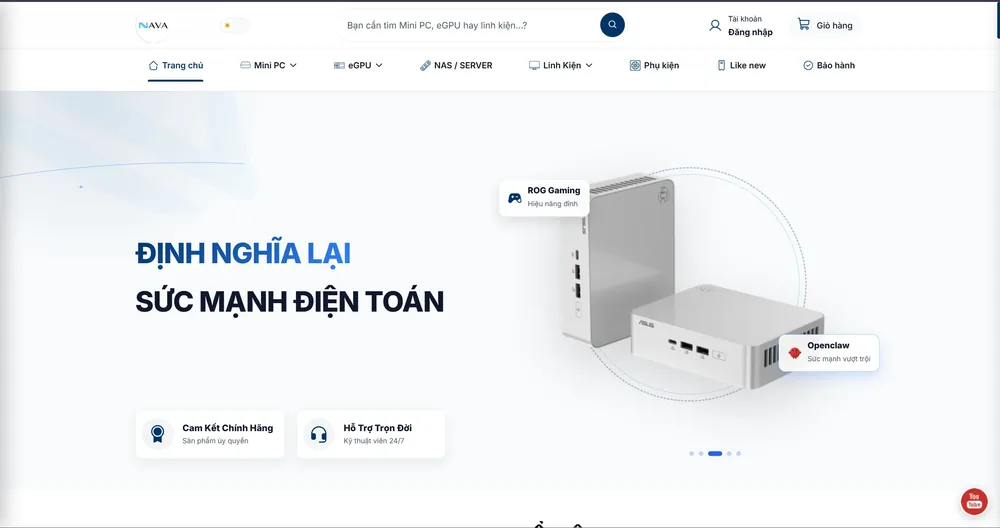 NAVA
Bạn cần tìm Mini PC, eGPU hay linh kiện...?
Tài khoản
Đăng nhập
Giỏ hàng
Trang chủ
Mini PC
eGPU
NAS / SERVER
Linh Kiện
Phụ kiện
Like new
Bảo hành
ROG Gaming
Hiệu năng đỉnh
ĐỊNH NGHĨA LẠI
SỨC MẠNH ĐIỆN TOÁN
ASUS
ASUS
Openclaw
Sức mạnh vượt trội
Cam Kết Chính Hãng
Sản phẩm ủy quyền
Hỗ Trợ Trọn Đời
Kỹ thuật viên 24/7
You
Tube